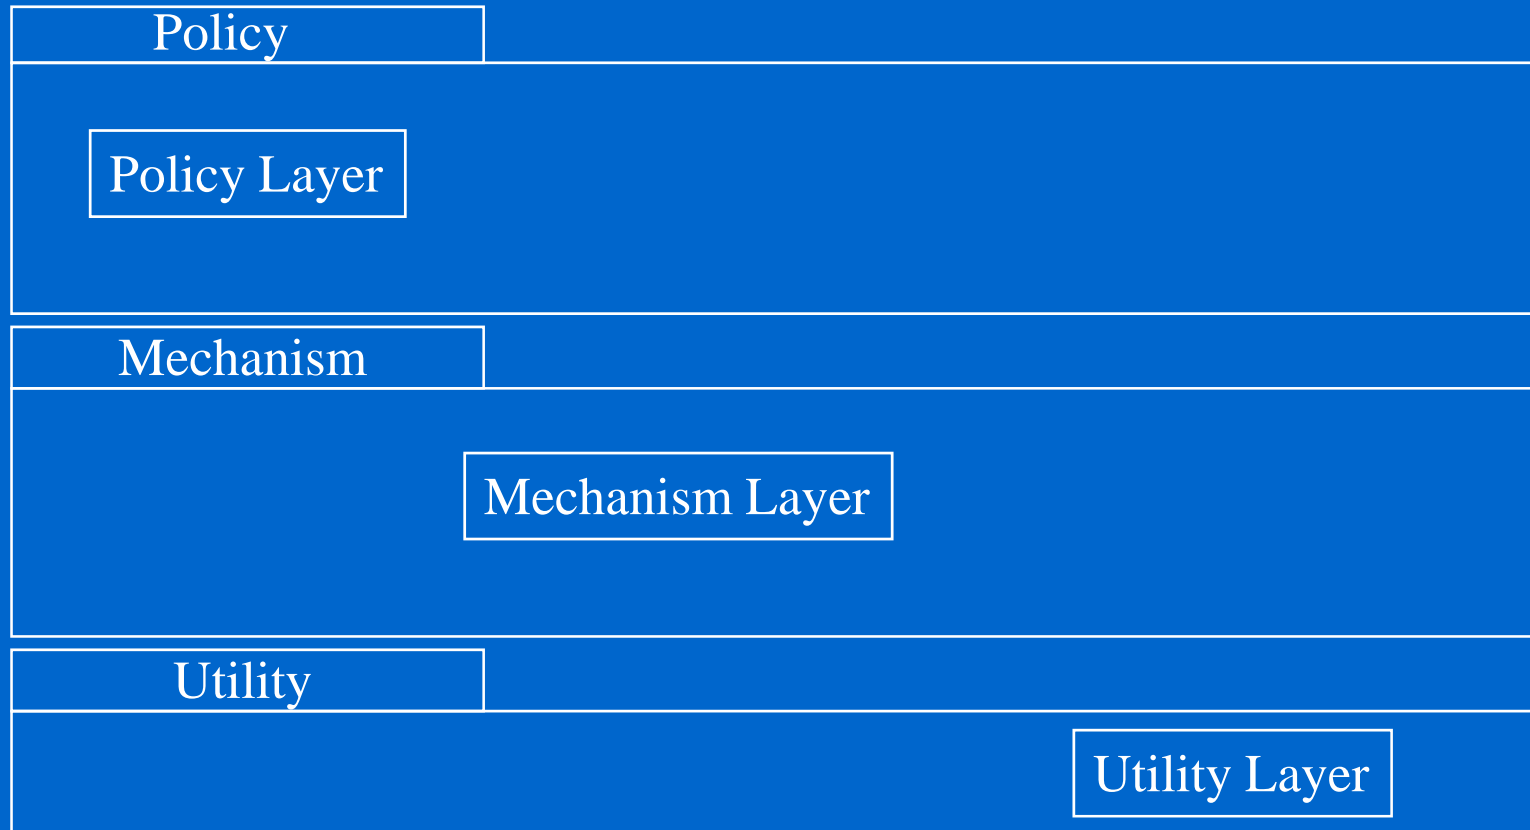 Policy
Policy Layer
Mechanism
Mechanism Layer
Utility
Utility Layer